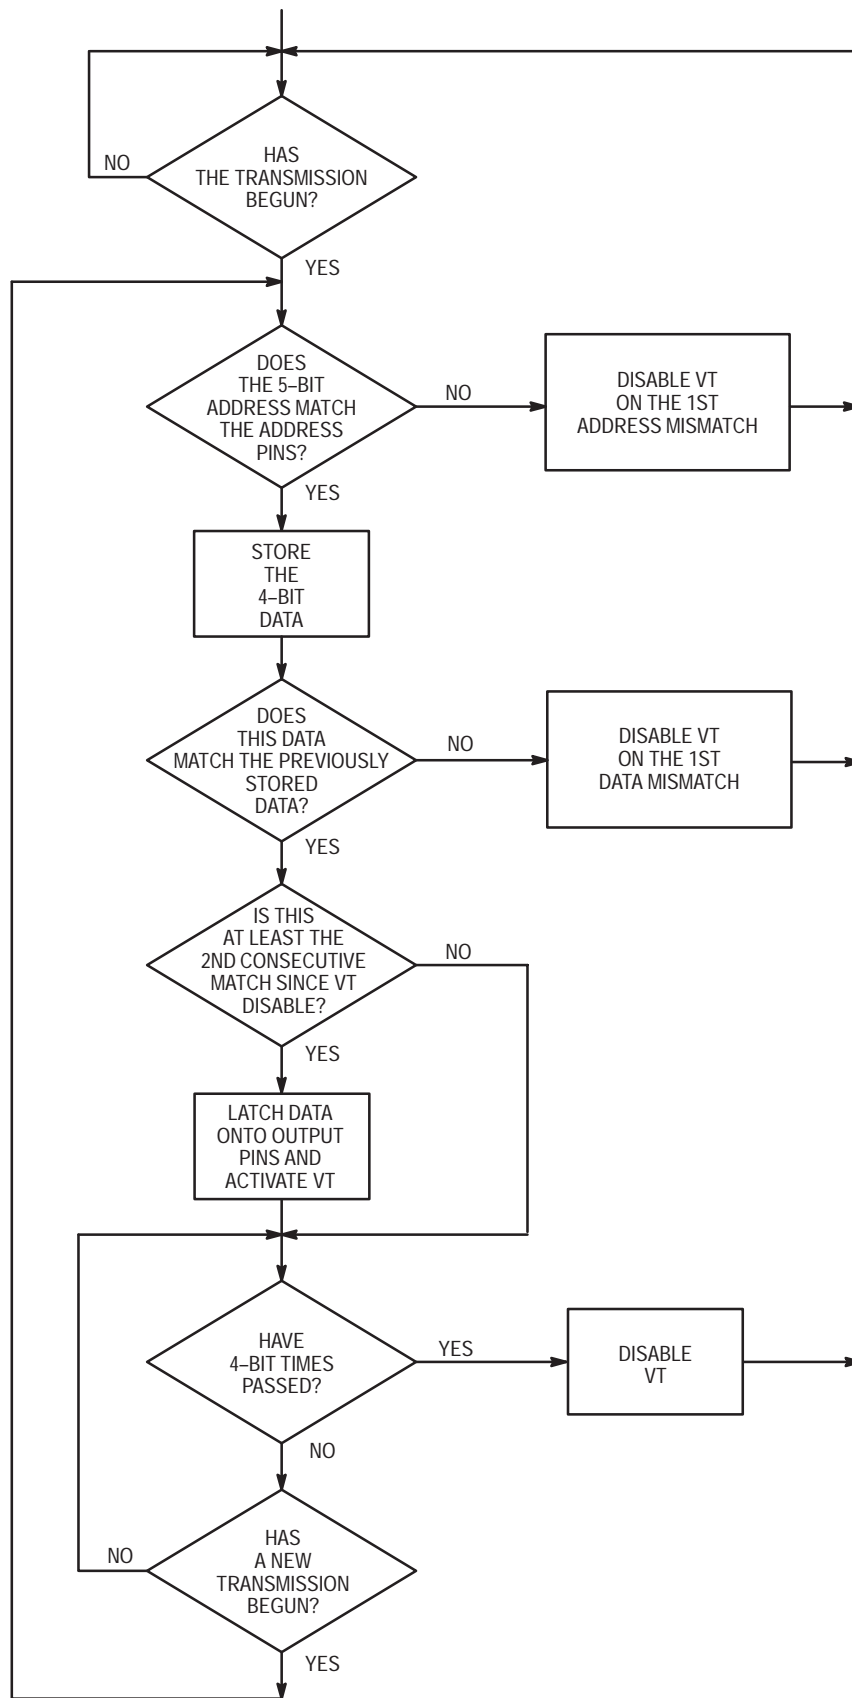 HAS
THE TRANSMISSION
BEGUN?
NO
YES
DOES
THE 5–BIT
ADDRESS MATCH
THE ADDRESS
PINS?
NO
DISABLE VT
ON THE 1ST
ADDRESS MISMATCH
YES
STORE
THE
4–BIT
DATA
DOES
THIS DATA
MATCH THE PREVIOUSLY
STORED
DATA?
NO
DISABLE VT
ON THE 1ST
DATA MISMATCH
YES
IS THIS
AT LEAST THE
2ND CONSECUTIVE
MATCH SINCE VT
DISABLE?
NO
YES
LATCH DATA
ONTO OUTPUT
PINS AND
ACTIVATE VT
HAVE
4–BIT TIMES
PASSED?
YES
DISABLE
VT
NO
HAS
A NEW
TRANSMISSION
BEGUN?
NO
YES